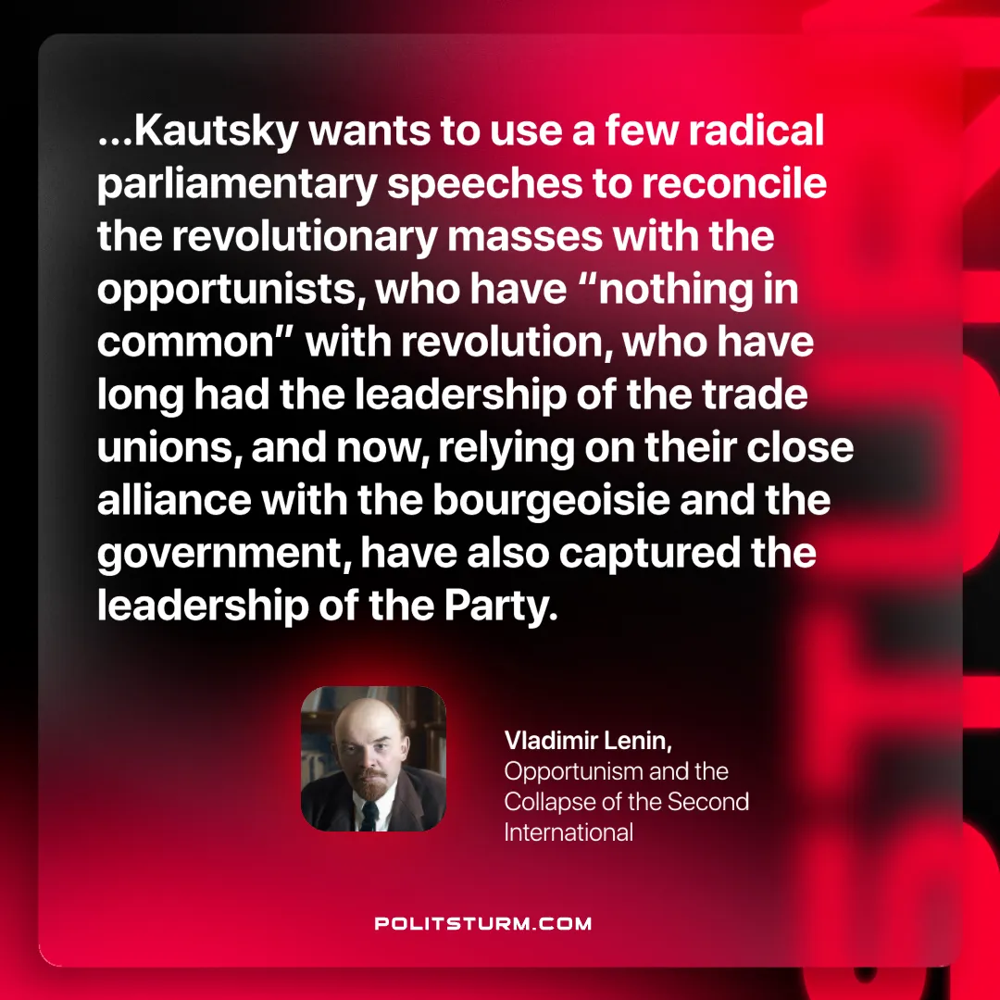 ...Kautsky wants to use a few radical
parliamentary speeches to reconcile
the revolutionary masses with the
opportunists, who have “nothing in
common” with revolution, who have
long had the leadership of the trade
unions, and now, relying on their close
alliance with the bourgeoisie and the
government, have also captured the
leadership of the Party.
Vladimir Lenin,
Opportunism and the
Collapse of the Second
International
POLITSTURM.COM